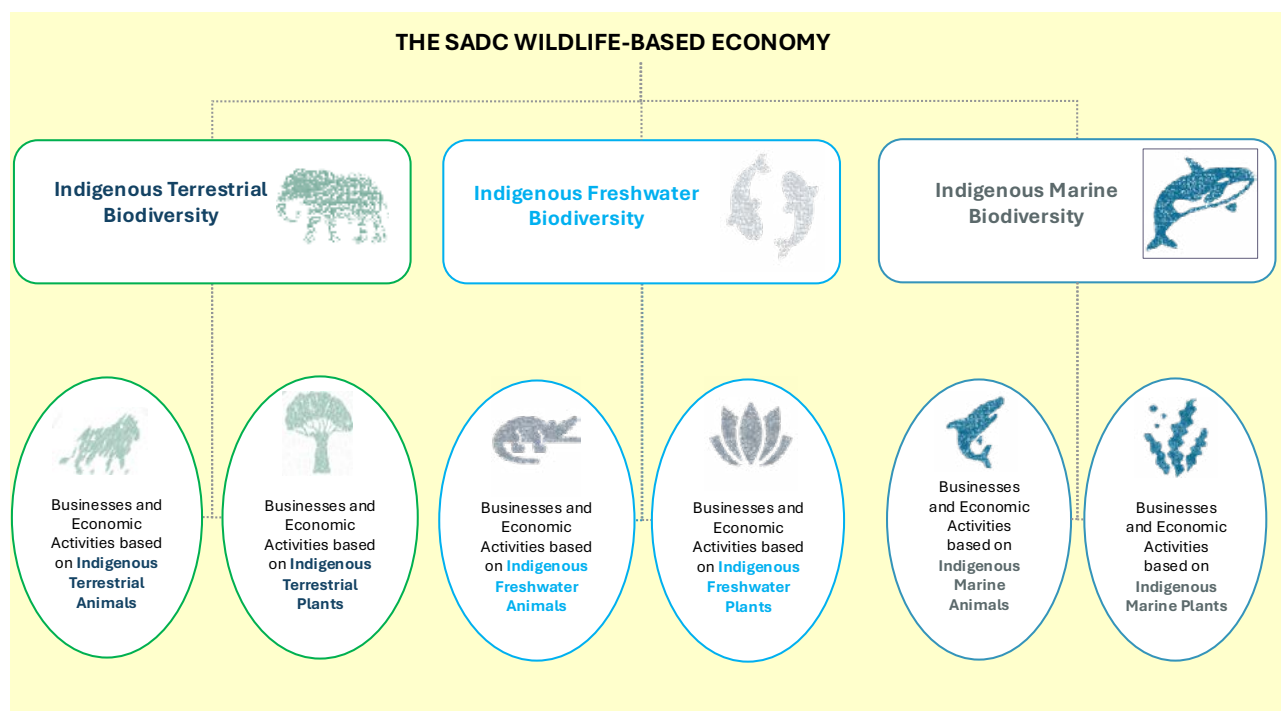 THE SADC WILDLIFE-BASED ECONOMY
Indigenous Terrestrial
Biodiversity
Indigenous Freshwater
Biodiversity
Indigenous Marine
Biodiversity
Businesses and
Economic
Activities based
on Indigenous
Terrestrial
Animals
Businesses and
Economic
Activities based
on Indigenous
Terrestrial
Plants
Businesses and
Economic
Activities based
on Indigenous
Freshwater
Animals
Businesses and
Economic
Activities based
on Indigenous
Freshwater
Plants
Businesses
and Economic
Activities
based on
Indigenous
Marine
Animals
Businesses
and Economic
Activities
based on
Indigenous
Marine Plants